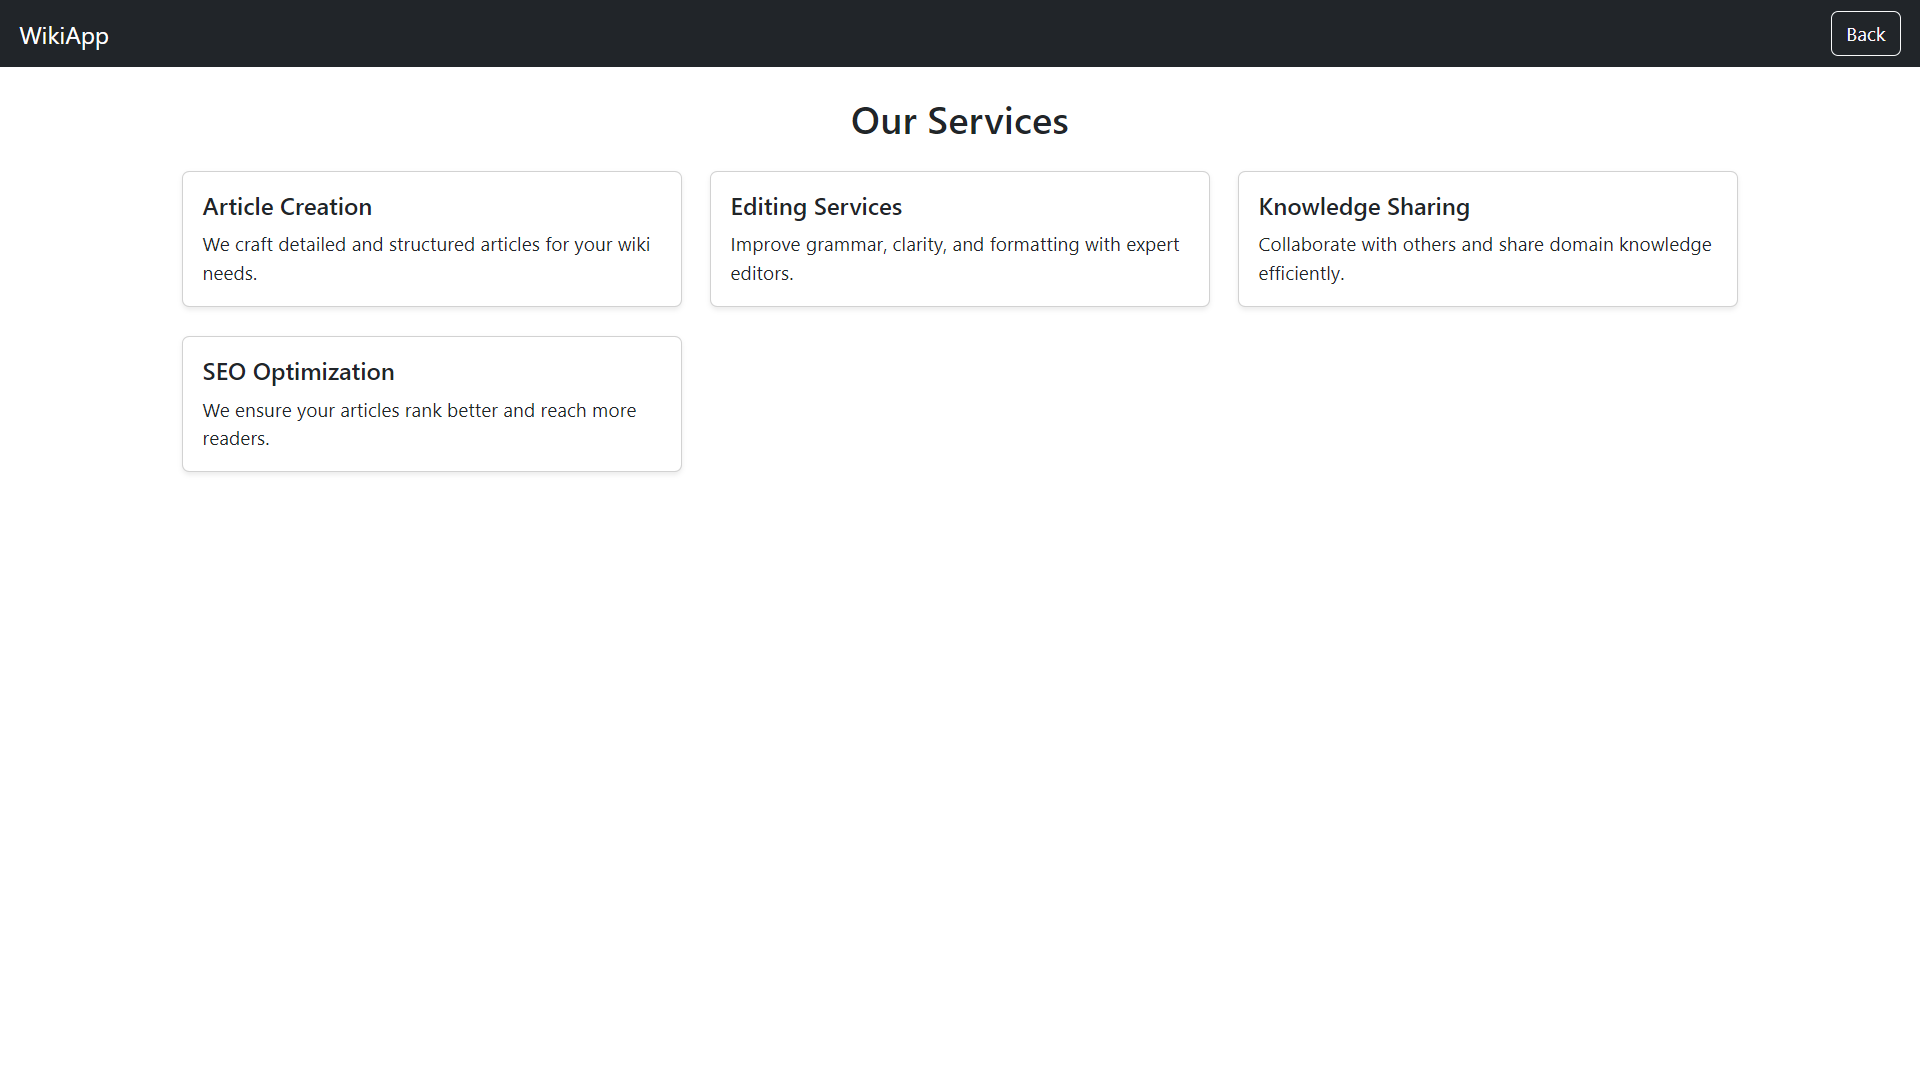 WikiApp
Back
Our Services
Article Creation
We craft detailed and structured articles for your wiki
needs.
Editing Services
Improve grammar, clarity, and formatting with expert
editors.
Knowledge Sharing
Collaborate with others and share domain knowledge
efficiently.
SEO Optimization
We ensure your articles rank better and reach more
readers.